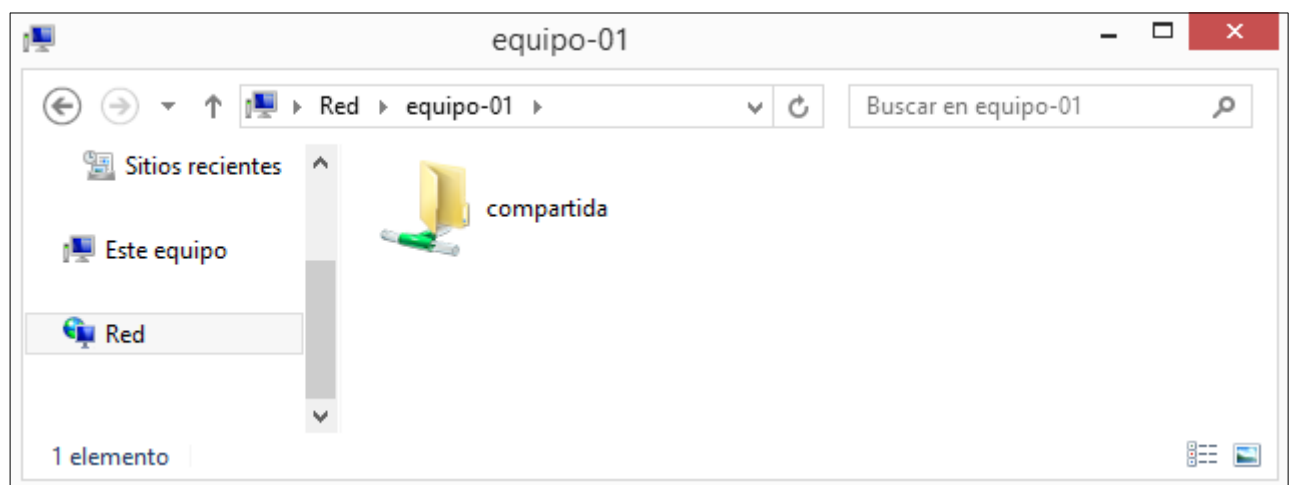 equipo-01
Red equipo-01
Buscar en equipo-01
Sitios recientes
Este equipo
Red
compartida
1 elemento